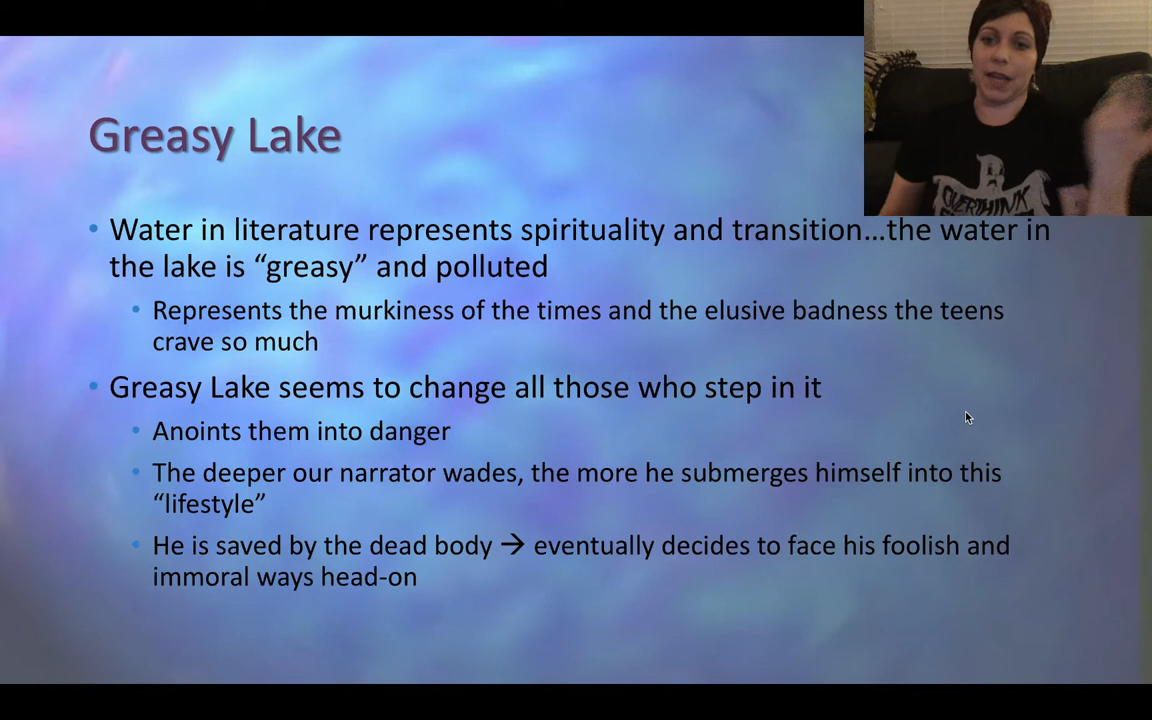 Greasy Lake
OVERTHINK
• Water in literature represents spirituality and transition…the water in
the lake is “greasy” and polluted
• Represents the murkiness of the times and the elusive badness the teens
crave so much
• Greasy Lake seems to change all those who step in it
• Anoints them into danger
• The deeper our narrator wades, the more he submerges himself into this
“lifestyle”
• He is saved by the dead body → eventually decides to face his foolish and
immoral ways head-on